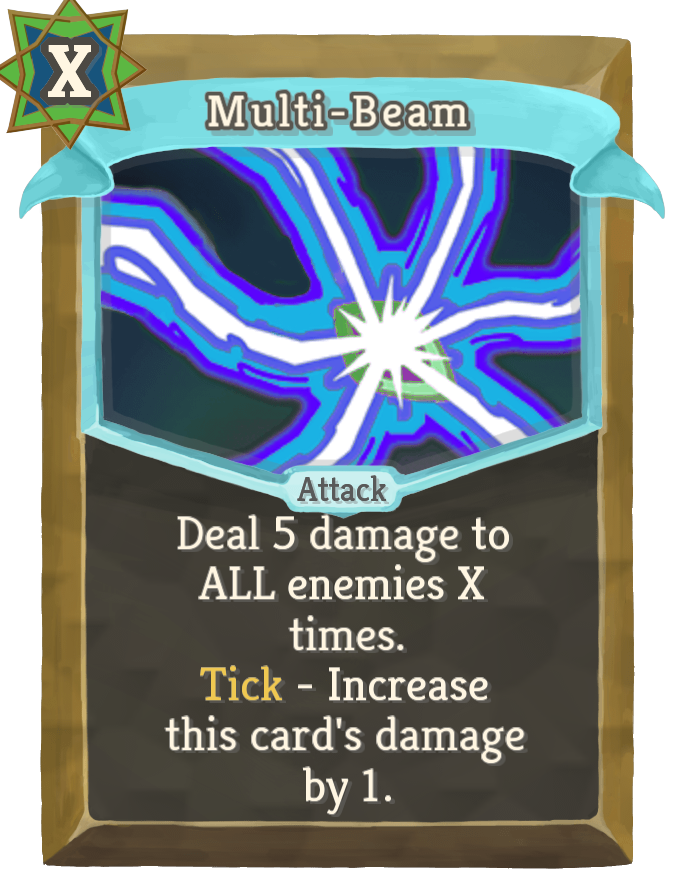 X
Multi-Beam
Attack
Deal 5 damage to
ALL enemies X
times.
Tick - Increase
this card's damage
by 1.